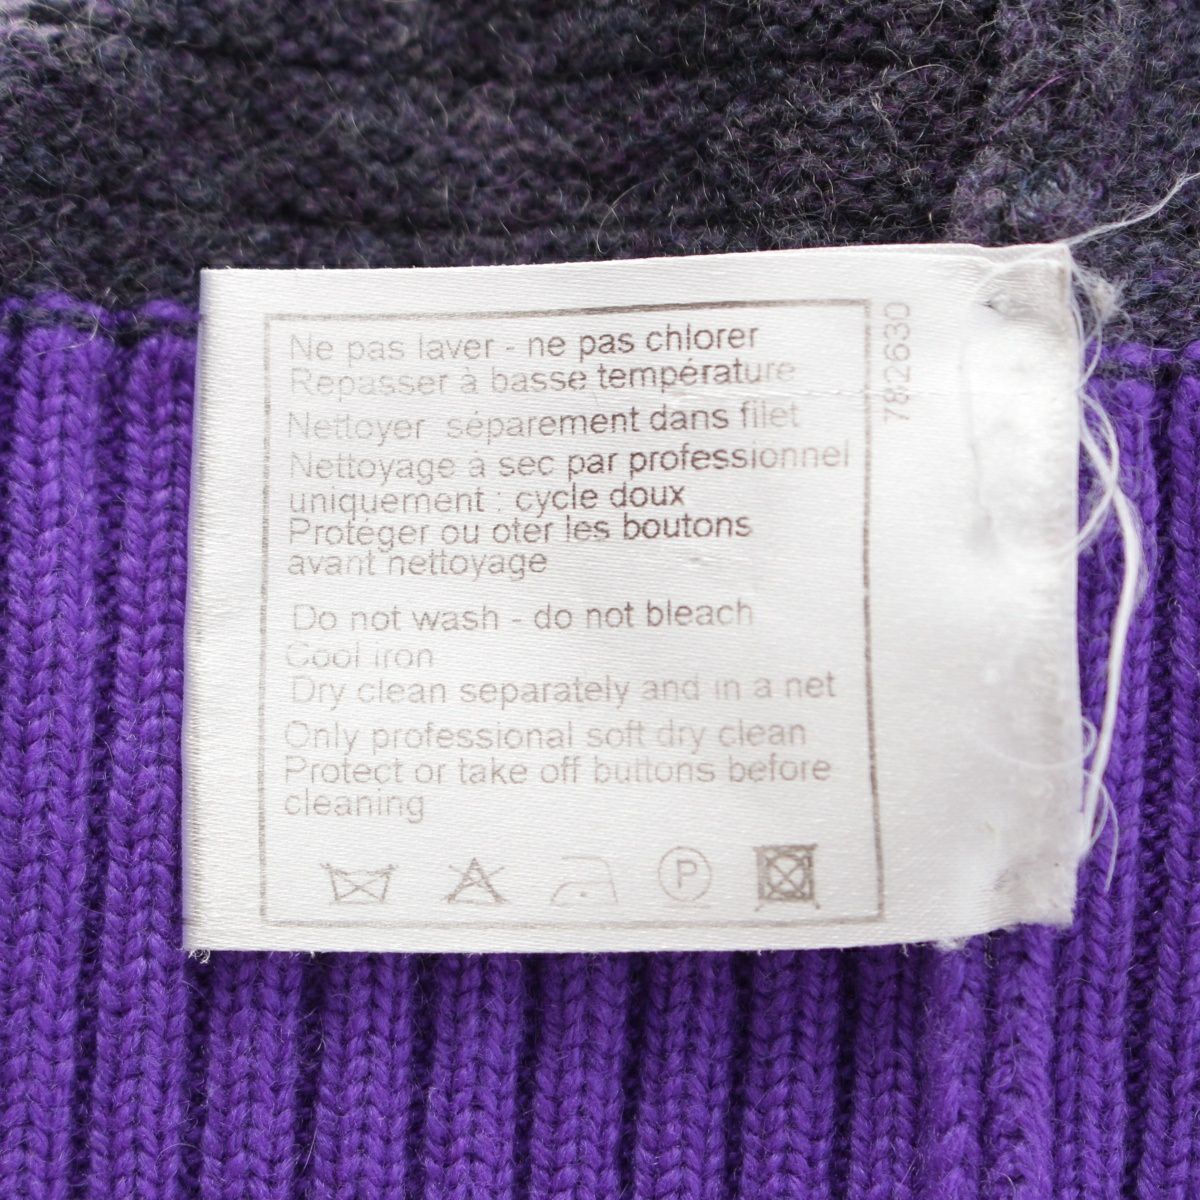 Ne pas laver - ne pas chlorer
Repasser à basse température
Nettoyer séparement dans filet
Nettoyage à sec par professionnel
uniquement : cycle doux
Protéger ou oter les boutons
avant nettoyage
Do not wash - do not bleach
Cool iron
Dry clean separately and in a net
Only professional soft dry clean
Protect or take off buttons before
cleaning
P
7826630